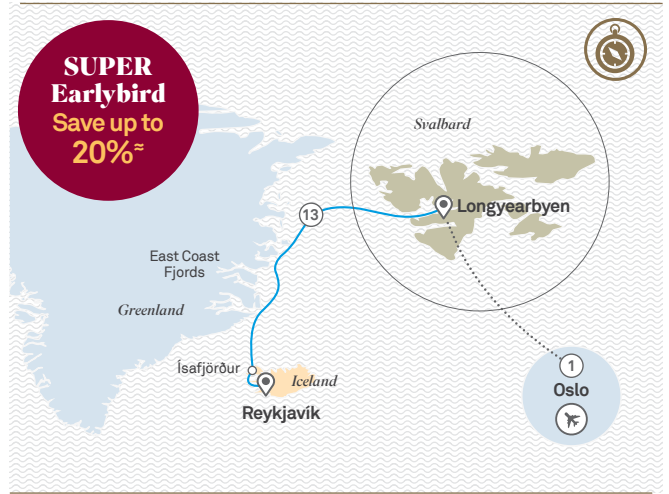 SUPER
Earlybird
Save up to
20%≈
Svalbard
Longyearbyen
13
East Coast
Fjords
Greenland
Ísafjörður
Iceland
Reykjavík
1
Oslo